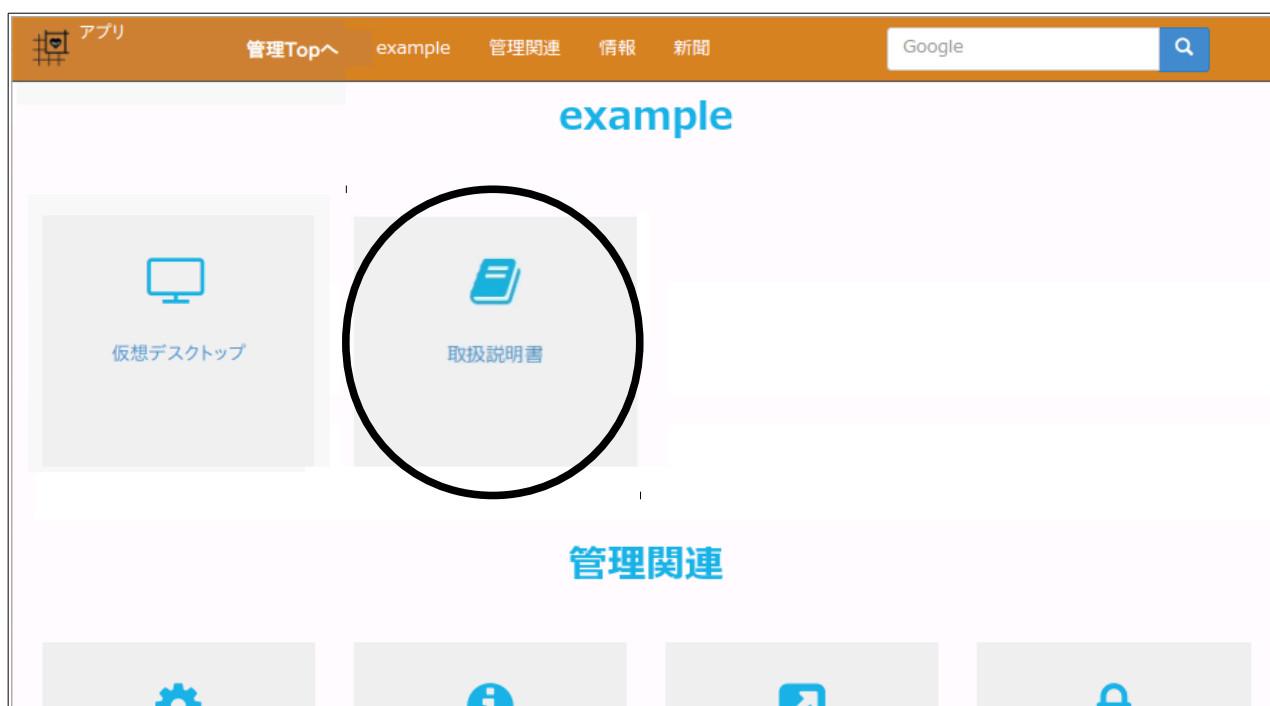 アプリ
管理Topへ example 管理関連 情報 新聞 Google
example
仮想デスクトップ 取扱説明書
管理関連